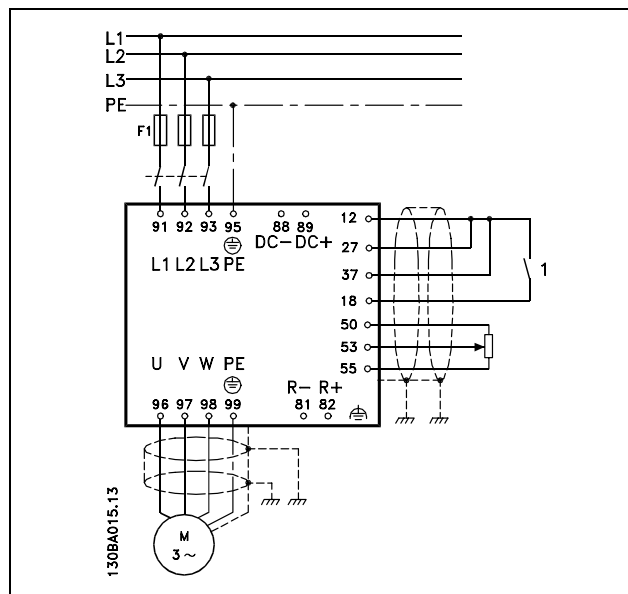 L1
L2
L3
PE
F1
91 92 93 95 88 89
DC- DC+
L1 L2 L3 PE
12
27
37
18
1
50
53
55
U V W PE
R- R+
96 97 98 99 81 82
M
3 ~
130BA015.13